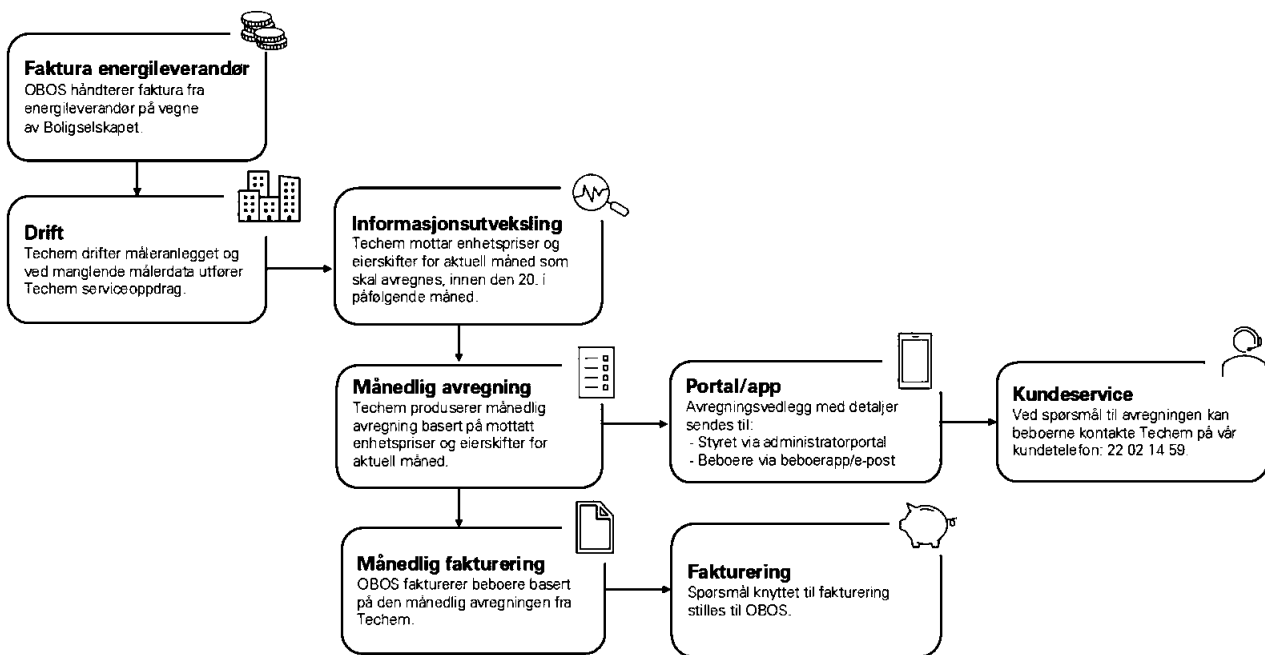 Faktura energileverandør
OBOS håndterer faktura fra
energileverandør på vegne
av Boligselskapet.
Drift
Techem drifter måleranlegget og
ved manglende målerdata utfører
Techem serviceoppdrag.
Informasjonsutveksling
Techem mottar enhetspriser og
eierskifter for aktuell måned som
skal avregnes, innen den 20. i
påfølgende måned.
Månedlig avregning
Techem produserer månedlig
avregning basert på mottatt
enhetspriser og eierskifter for
aktuell måned.
Portal/app
Avregningsvedlegg med detaljer
sendes til:
- Styret via administratorportal
- Beboere via beboerapp/e-post
Kundeservice
Ved spørsmål til avregningen kan
beboerne kontakte Techem på vår
kundetelefon: 22 02 14 59.
Månedlig fakturering
OBOS fakturerer beboere basert
på den månedlig avregningen fra
Techem.
Fakturering
Spørsmål knyttet til fakturering
stilles til OBOS.